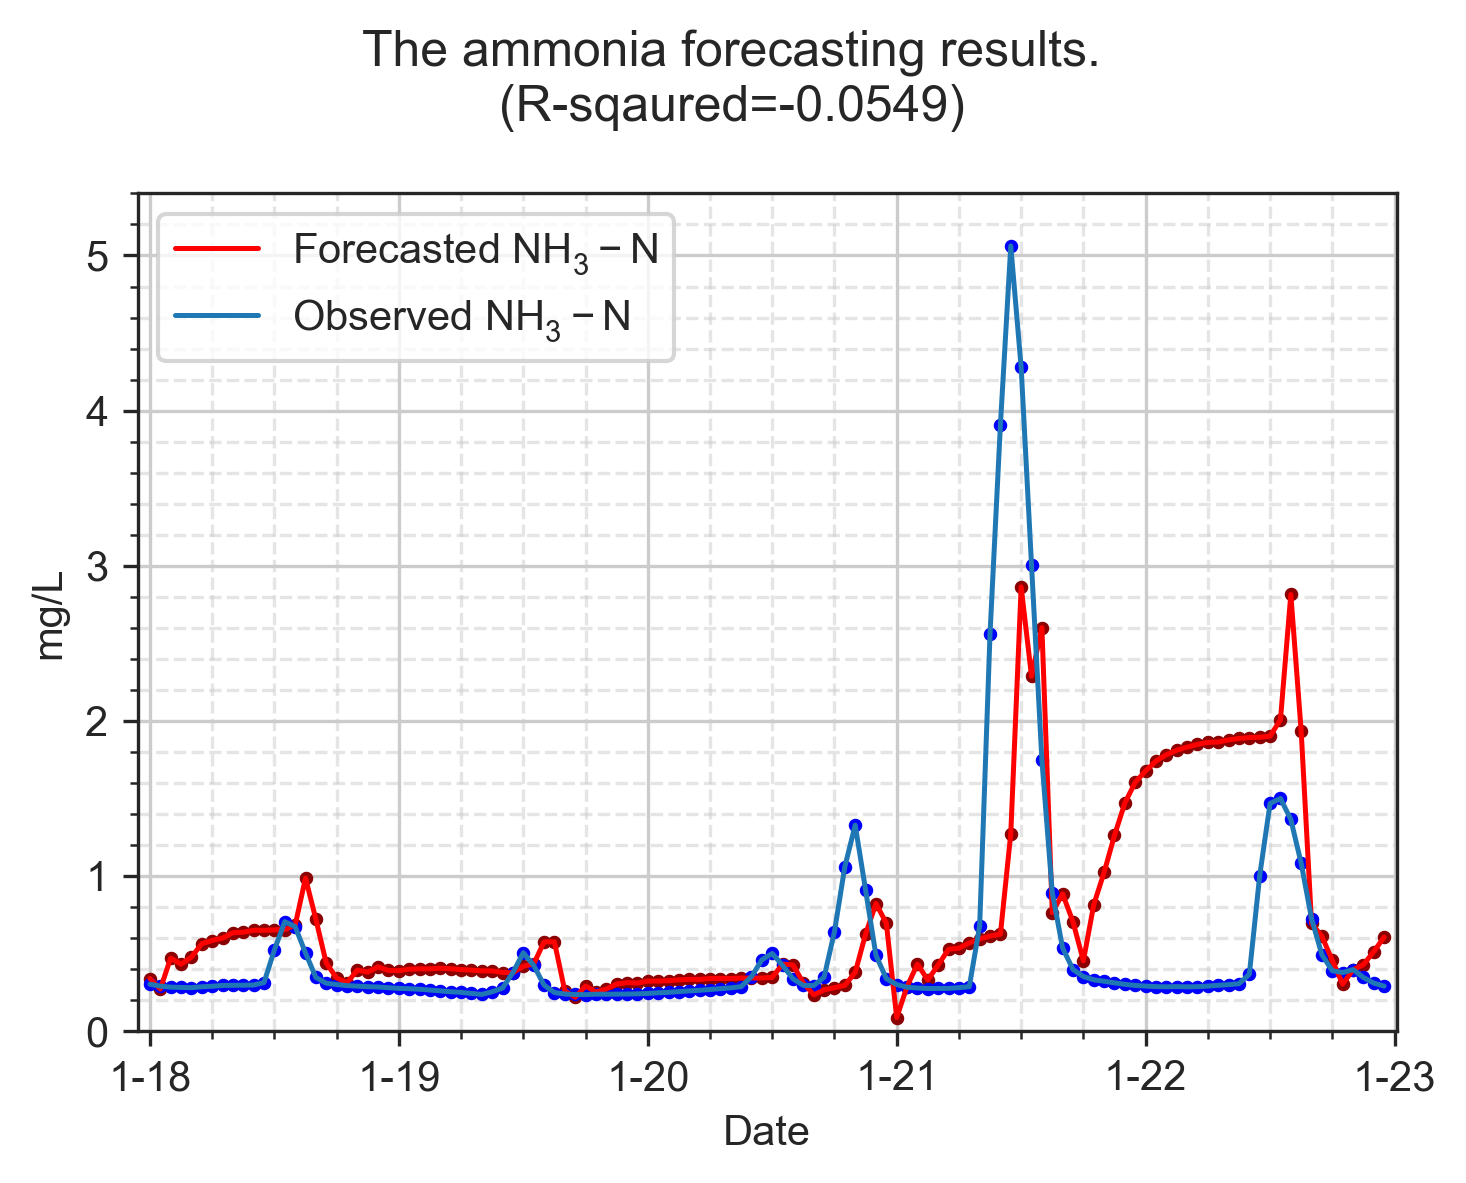 The ammonia forecasting results.
(R-sqaured=-0.0549)
Forecasted NH₃ − N
Observed NH₃ − N
5
4
3
2
1
0
mg/L
1-18
1-19
1-20
1-21
1-22
1-23
Date